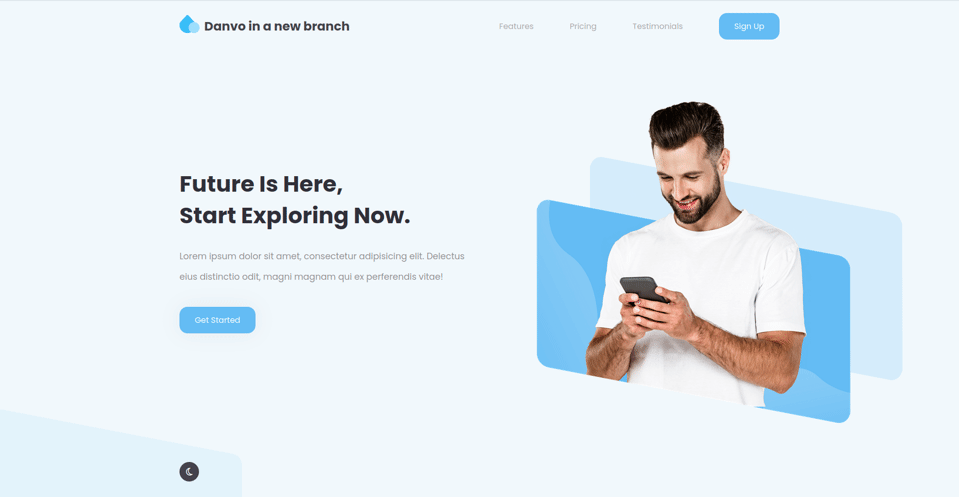 Danvo in a new branch
Features
Pricing
Testimonials
Sign Up
Future Is Here,
Start Exploring Now.
Lorem ipsum dolor sit amet, consectetur adipisicing elit. Delectus
eius distinctio odit, magni magnam qui ex perferendis vitae!
Get Started